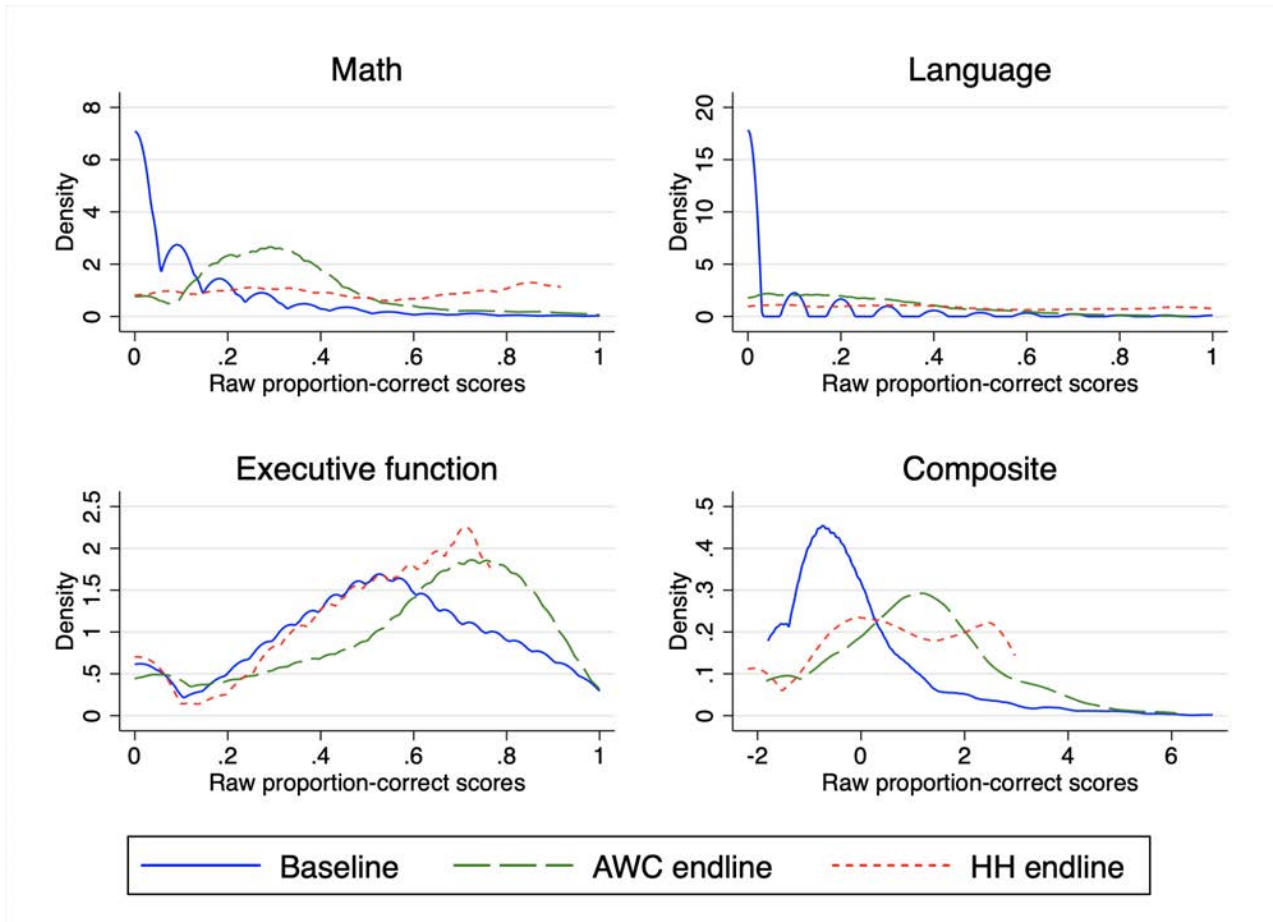 Math
Density
0 2 4 6 8
0 .2 .4 .6 .8 1
Raw proportion-correct scores
Language
Density
0 5 10 15 20
0 .2 .4 .6 .8 1
Raw proportion-correct scores
Executive function
Density
0 .5 1 1.5 2 2.5
0 .2 .4 .6 .8 1
Raw proportion-correct scores
Composite
Density
0 .1 .2 .3 .4 .5
-2 0 2 4 6
Raw proportion-correct scores
Baseline AWC endline HH endline